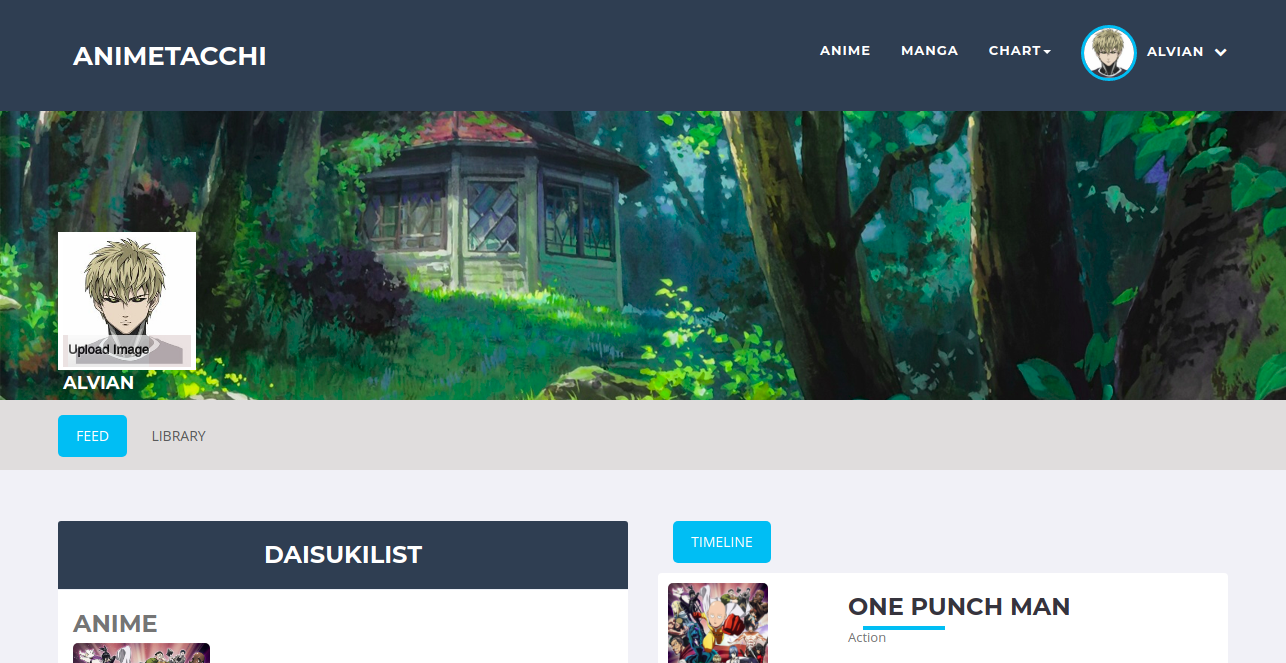 ANIMETACCHI
ANIME MANGA CHART ALVIAN
Upload Image
ALVIAN
FEED LIBRARY
DAISUKILIST
ANIME
TIMELINE
ONE PUNCH MAN
Action